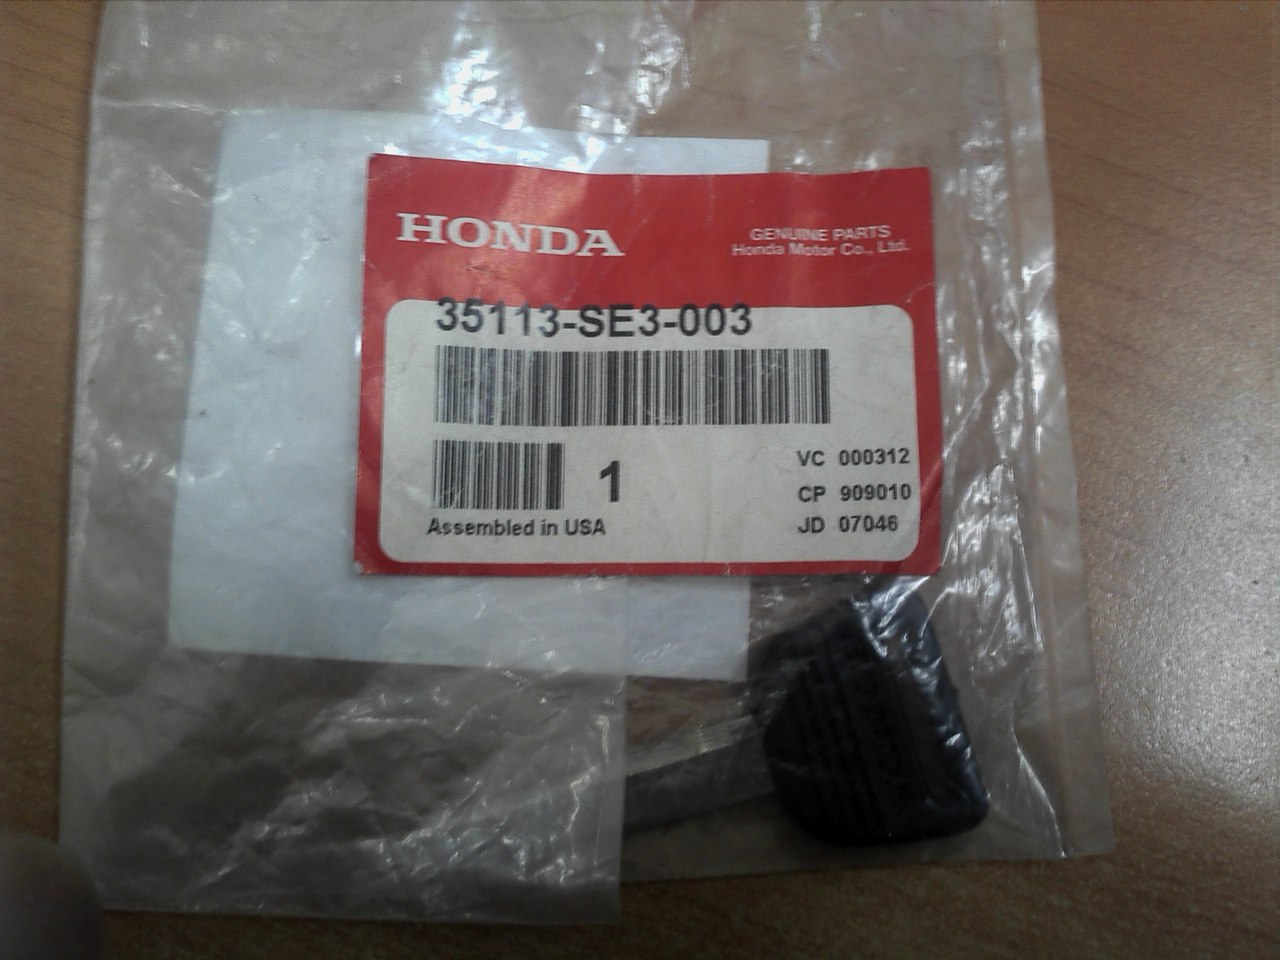 HONDA
GENUINE PARTS
Honda Motor Co., Ltd.
35113-SE3-003
1
VC 000312
CP 909010
Assembled in USA
JD 07046
HONDA